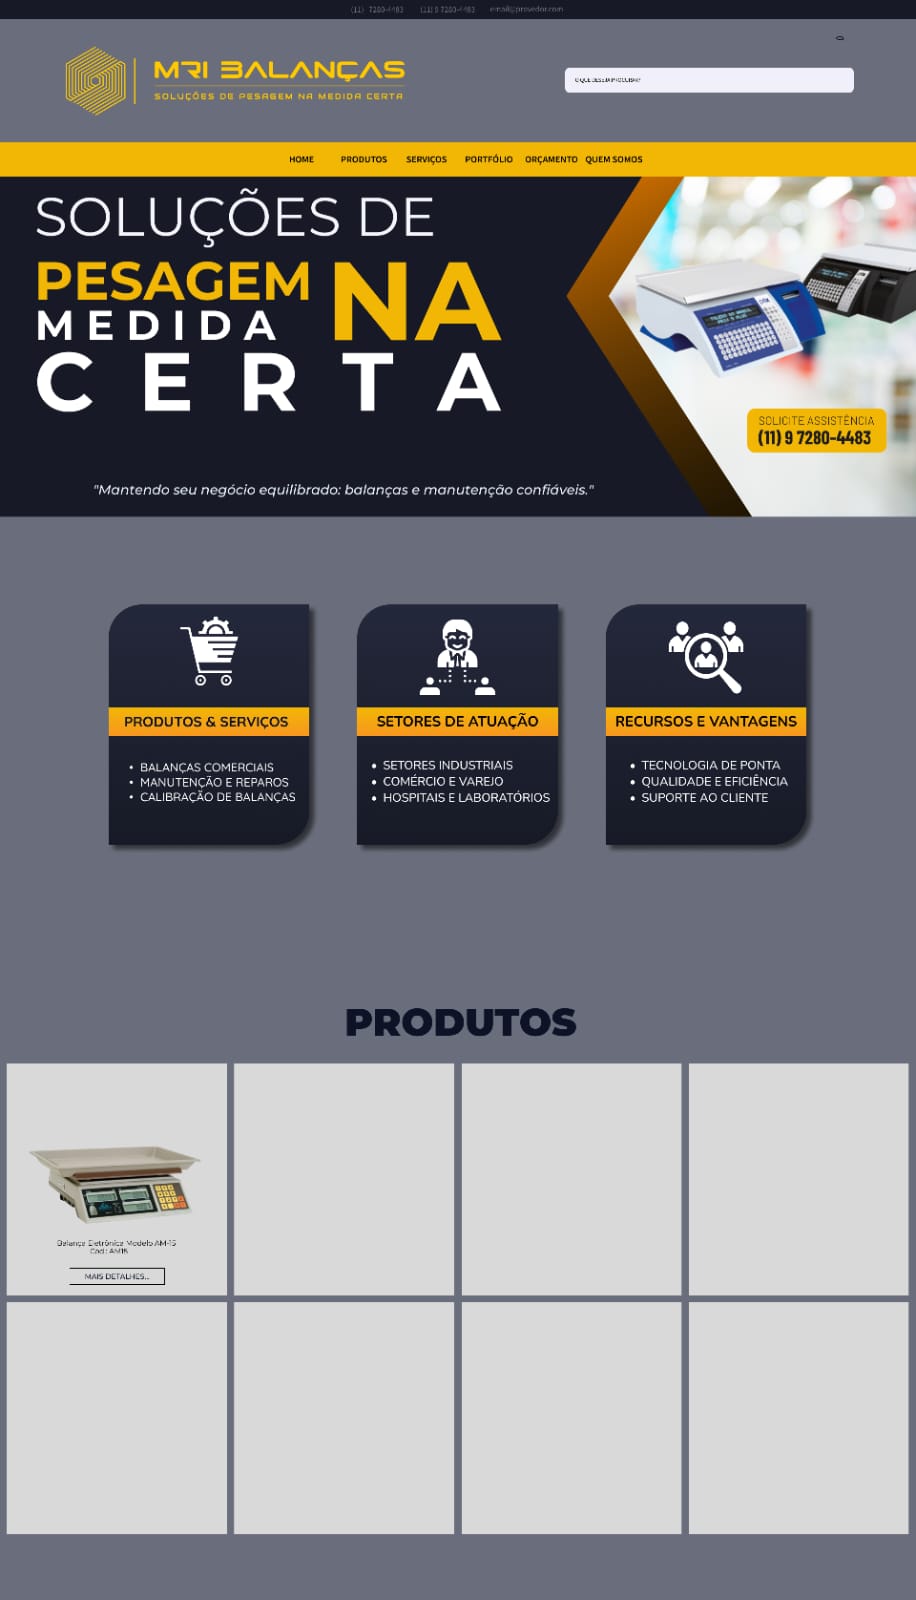 (11) 7280-4483 (11) 9 7280-4483 email@provedor.com
MRI BALANÇAS
SOLUÇÕES DE PESAGEM NA MEDIDA CERTA
O QUE DESEJA PROCURAR?
HOME PRODUTOS SERVIÇOS PORTFÓLIO ORÇAMENTO QUEM SOMOS
SOLUÇÕES DE
PESAGEM NA
MEDIDA
CERTA
SOLICITE ASSISTÊNCIA
(11) 9 7280-4483
"Mantendo seu negócio equilibrado: balanças e manutenção confiáveis."
PRODUTOS & SERVIÇOS
• BALANÇAS COMERCIAIS
• MANUTENÇÃO E REPAROS
• CALIBRAÇÃO DE BALANÇAS
SETORES DE ATUAÇÃO
• SETORES INDUSTRIAIS
• COMÉRCIO E VAREJO
• HOSPITAIS E LABORATÓRIOS
RECURSOS E VANTAGENS
• TECNOLOGIA DE PONTA
• QUALIDADE E EFICIÊNCIA
• SUPORTE AO CLIENTE
PRODUTOS
Balança Eletrônica Modelo AM-15
Cod.: AM15
MAIS DETALHES...